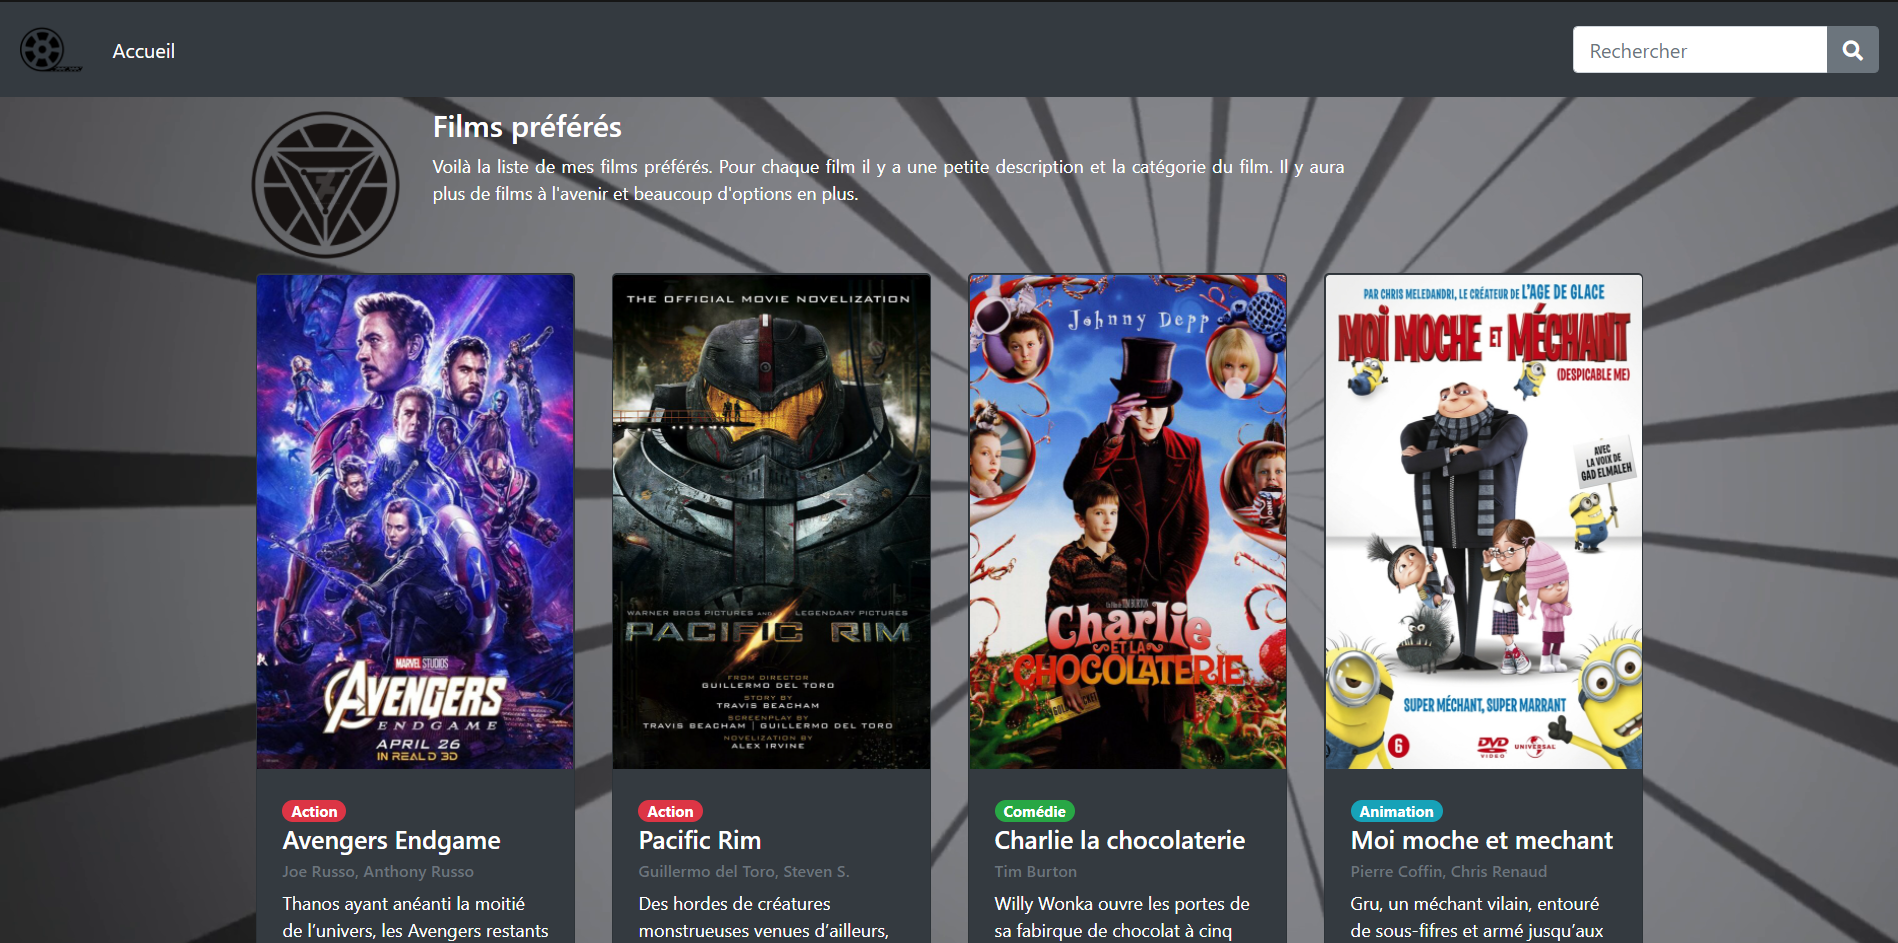 Accueil
Rechercher
Films préférés
Voilà la liste de mes films préférés. Pour chaque film il y a une petite description et la catégorie du film. Il y aura
plus de films à l'avenir et beaucoup d'options en plus.
MARVEL STUDIOS
AVENGERS
ENDGAME
APRIL 26
IN REAL D 3D
Action
Avengers Endgame
Joe Russo, Anthony Russo
Thanos ayant anéanti la moitié
de l’univers, les Avengers restants
THE OFFICIAL MOVIE NOVELIZATION
WARNER BROS PICTURES AND LEGENDARY PICTURES
PACIFIC RIM
FROM DIRECTOR
GUILLERMO DEL TORO
STORY BY
TRAVIS BEACHAM
SCREENPLAY BY
TRAVIS BEACHAM | GUILLERMO DEL TORO
NOVELIZATION BY
ALEX IRVINE
Action
Pacific Rim
Guillermo del Toro, Steven S.
Des hordes de créatures
monstrueuses venues d’ailleurs,
Johnny Depp
Un film de TIM BURTON
Charlie
ET LA
CHOCOLATERIE
GOLDEN TICKET
Comédie
Charlie la chocolaterie
Tim Burton
Willy Wonka ouvre les portes de
sa fabirque de chocolat à cinq
PAR CHRIS MELEDANDRI, LE CRÉATEUR DE L'AGE DE GLACE
MOI MOCHE ET MÉCHANT
(DESPICABLE ME)
AVEC
LA VOIX DE
GAD ELMALEH
SUPER MÉCHANT, SUPER MARRANT
6
DVD
VIDEO
UNIVERSAL
Animation
Moi moche et mechant
Pierre Coffin, Chris Renaud
Gru, un méchant vilain, entouré
de sous-fifres et armé jusqu’aux